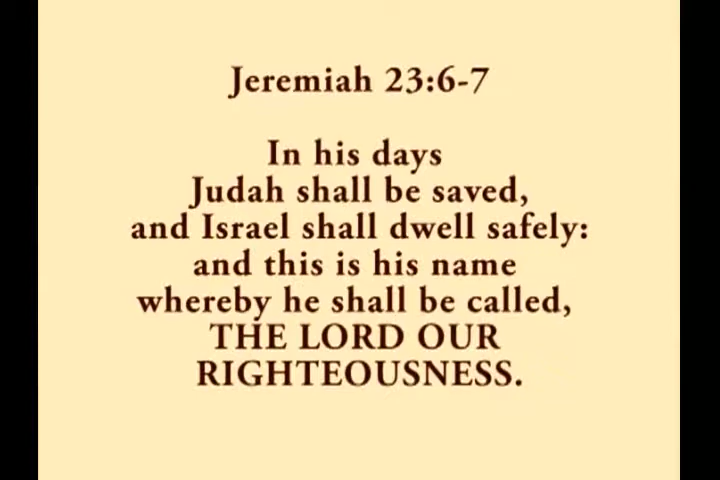 Jeremiah 23:6-7
In his days
Judah shall be saved,
and Israel shall dwell safely:
and this is his name
whereby he shall be called,
THE LORD OUR
RIGHTEOUSNESS.